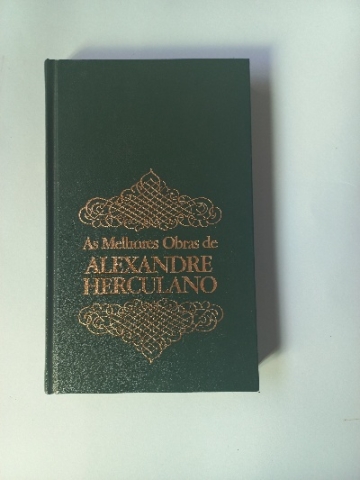 As Melhores Obras de
ALEXANDRE
HERCULANO